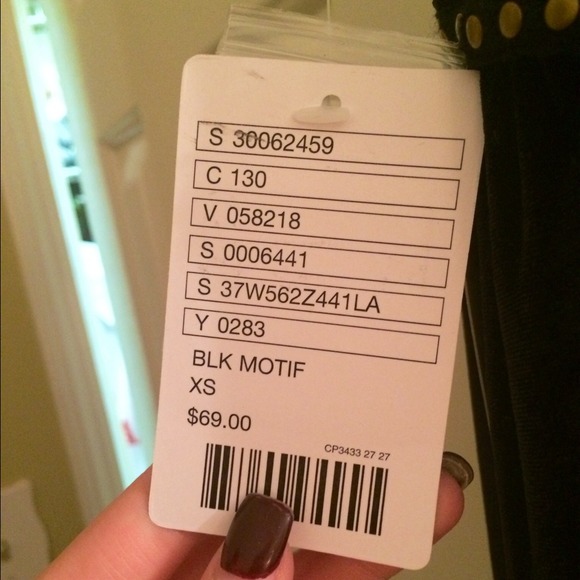 S 30062459
C 130
V 058218
S 0006441
S 37W562Z441LA
Y 0283
BLK MOTIF
XS
$69.00
CP3433 27 27